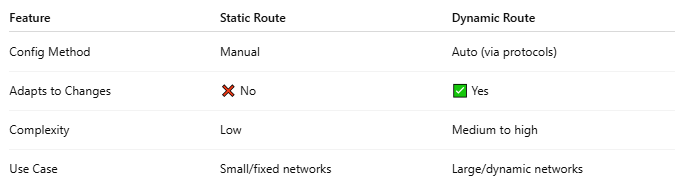 Feature Static Route Dynamic Route
Config Method Manual Auto (via protocols)
Adapts to Changes ❌ No ✅ Yes
Complexity Low Medium to high
Use Case Small/fixed networks Large/dynamic networks